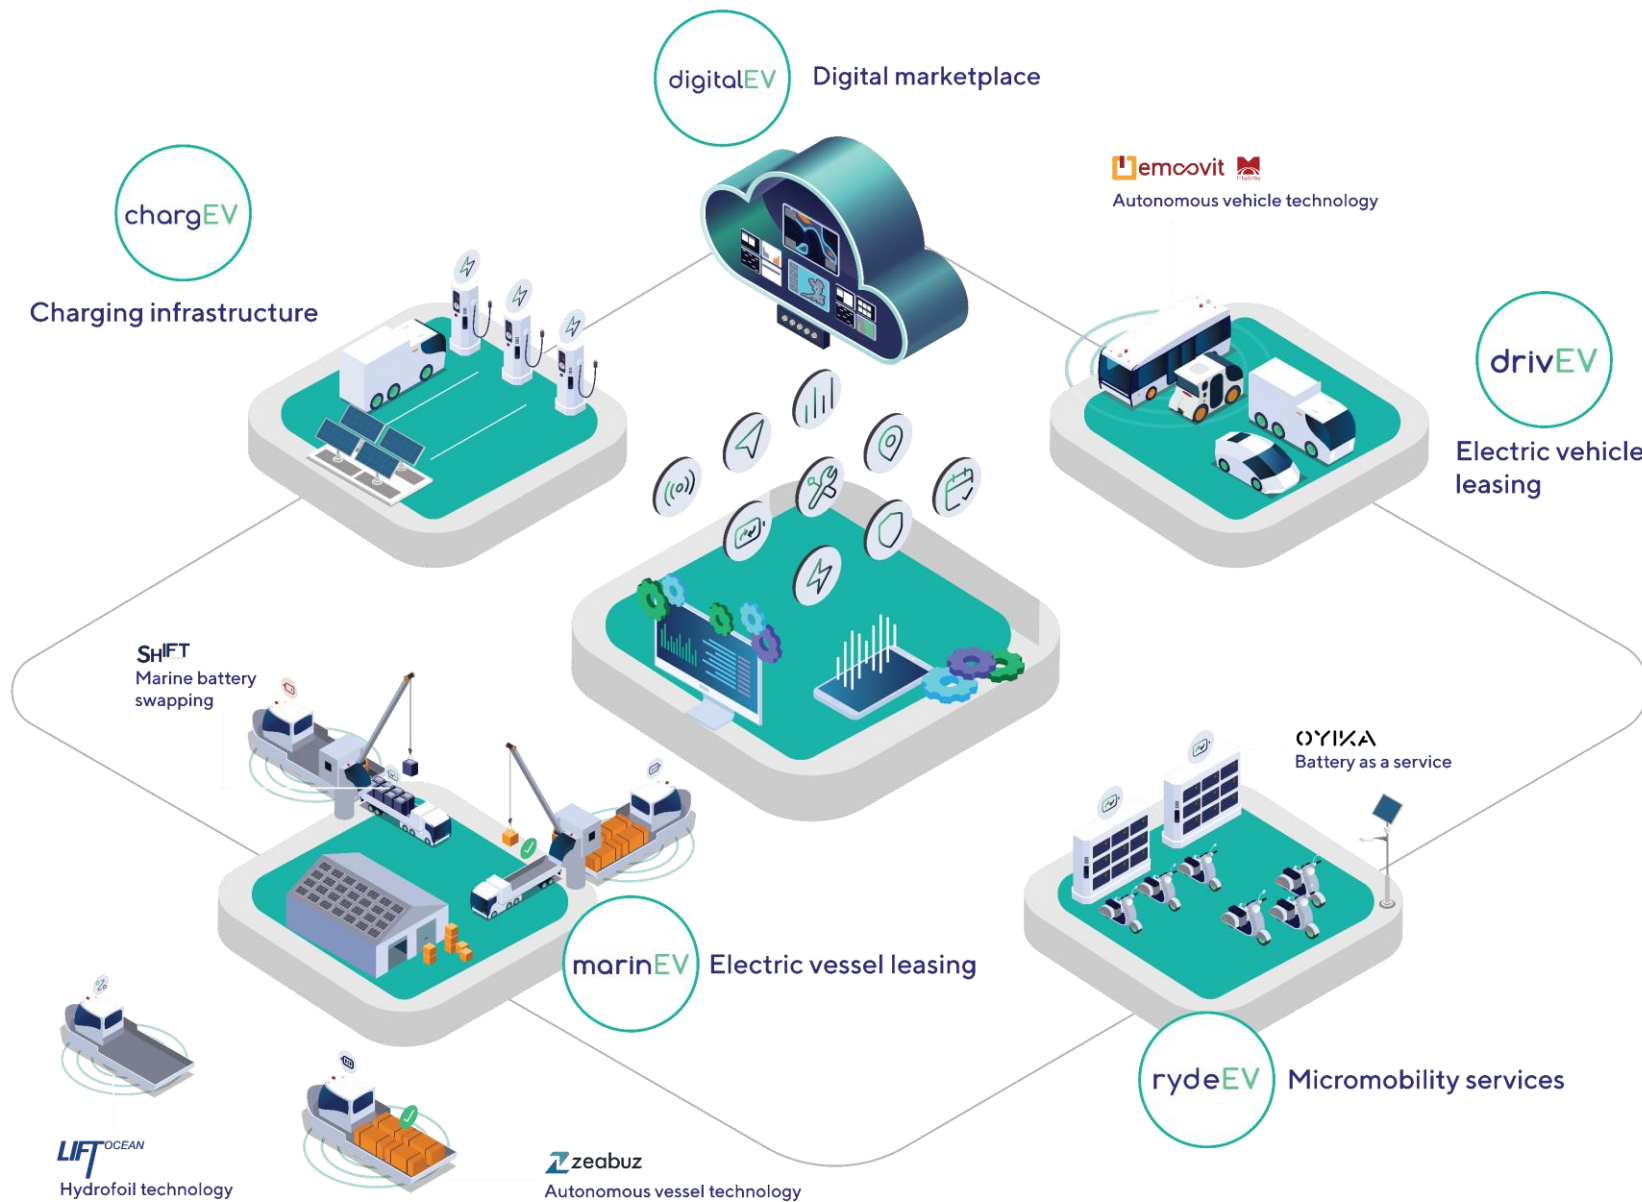 digitalEV
Digital marketplace
chargEV
Charging infrastructure
emoovit
Autonomous vehicle technology
drivEV
Electric vehicle
leasing
SHIFT
Marine battery
swapping
OYIKA
Battery as a service
marinEV
Electric vessel leasing
rydeEV
Micromobility services
LIFT OCEAN
Hydrofoil technology
zeabuz
Autonomous vessel technology